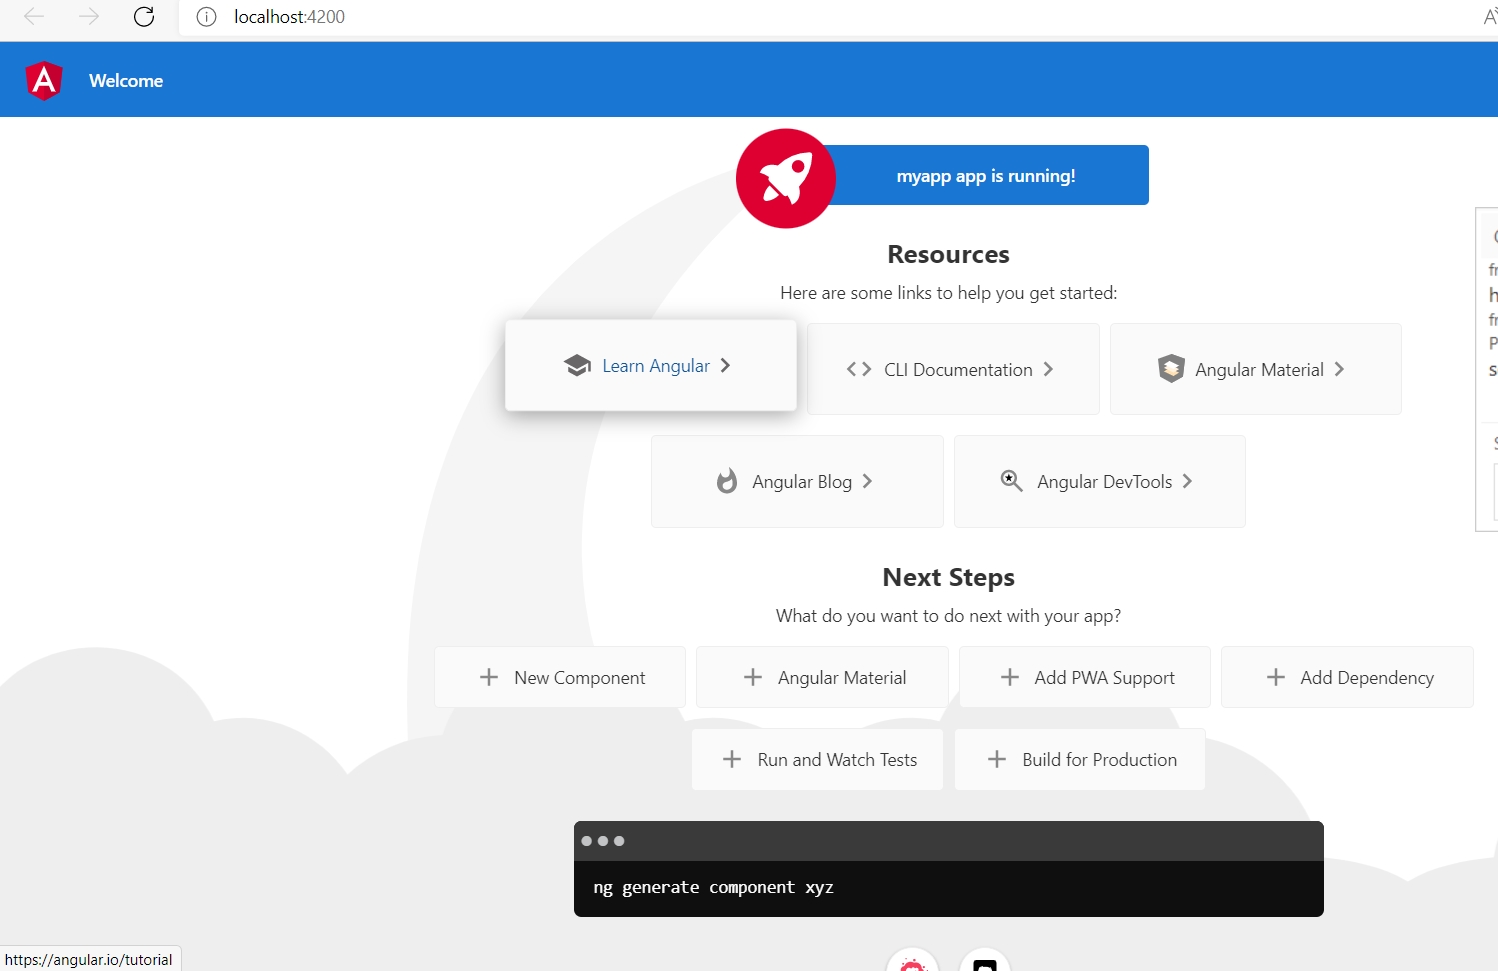 localhost:4200
Welcome
myapp app is running!
Resources
Here are some links to help you get started:
Learn Angular
CLI Documentation
Angular Material
Angular Blog
Angular DevTools
Next Steps
What do you want to do next with your app?
New Component
Angular Material
Add PWA Support
Add Dependency
Run and Watch Tests
Build for Production
ng generate component xyz
https://angular.io/tutorial